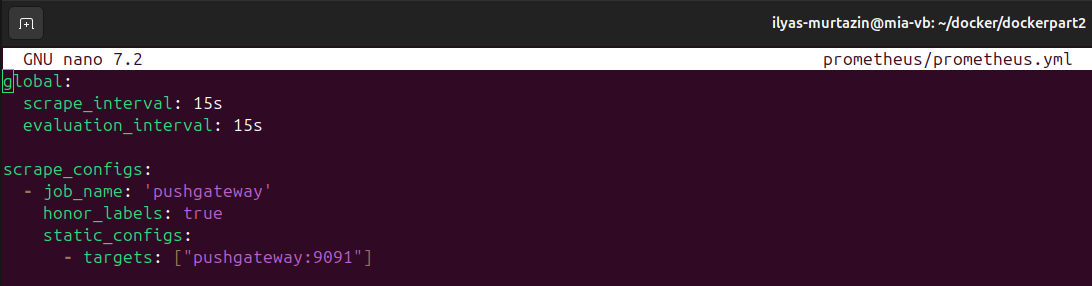 ilyas-murtazin@mia-vb: ~/docker/dockerpart2
GNU nano 7.2 prometheus/prometheus.yml
global:
  scrape_interval: 15s
  evaluation_interval: 15s

scrape_configs:
  - job_name: 'pushgateway'
    honor_labels: true
    static_configs:
      - targets: ["pushgateway:9091"]